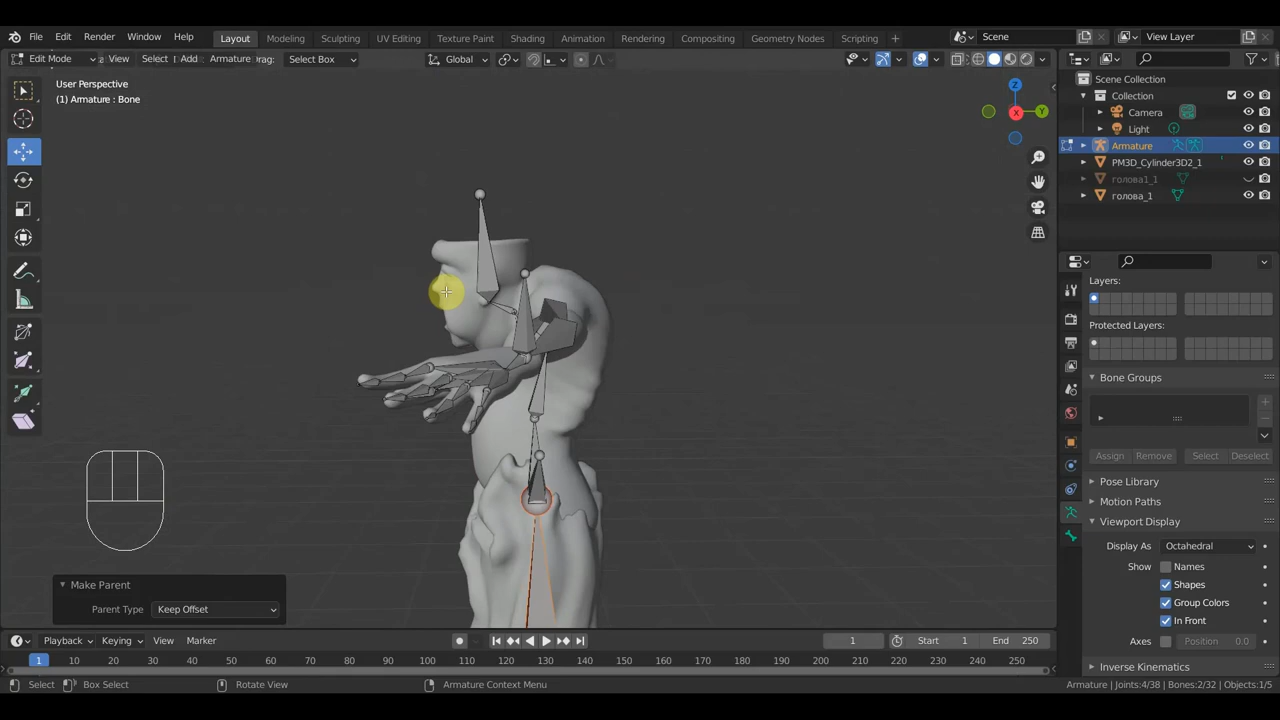 File Edit Render Window Help Layout Modeling Sculpting UV Editing Texture Paint Shading Animation Rendering Compositing Geometry Nodes Scripting Scene View Layer
Edit Mode View Select Add Armature Drag: Select Box Global
User Perspective
(1) Armature : Bone
Z
Y
X
Scene Collection
Collection
Camera
Light
Armature
PM3D_Cylinder3D2_1
голова1_1
голова_1
Layers:
Protected Layers:
Bone Groups
Assign Remove Select Deselect
Pose Library
Motion Paths
Viewport Display
Display As Octahedral
Show Names
Shapes
Group Colors
In Front
Axes Position 0.0
Inverse Kinematics
Make Parent
Parent Type Keep Offset
Playback Keying View Marker 1 Start 1 End 250
1 10 20 30 40 50 60 70 80 90 100 110 120 130 140 150 160 170 180 190 200 210 220 230 240 250
Select Box Select Rotate View Armature Context Menu Armature | Joints:4/38 | Bones:2/32 | Objects:1/5